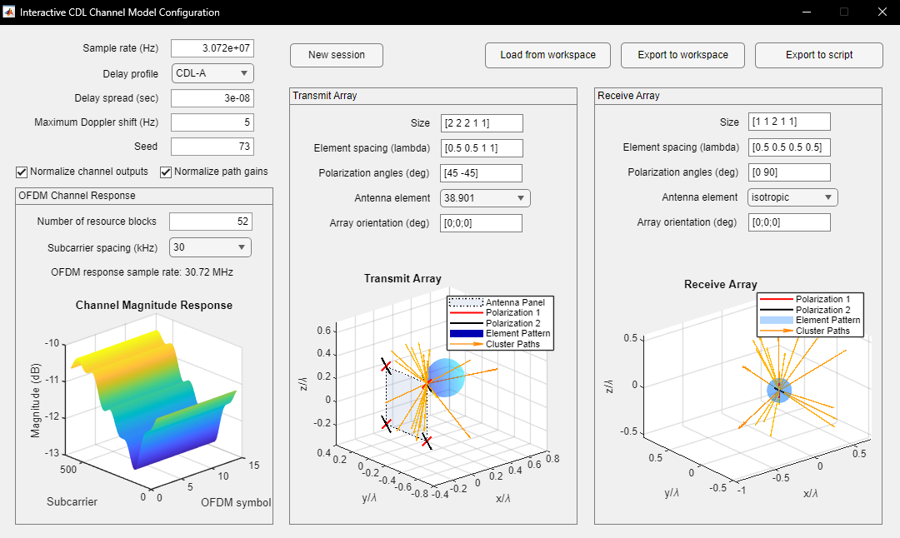 Interactive CDL Channel Model Configuration
Sample rate (Hz) 3.072e+07
Delay profile CDL-A
Delay spread (sec) 3e-08
Maximum Doppler shift (Hz) 5
Seed 73
Normalize channel outputs Normalize path gains
OFDM Channel Response
Number of resource blocks 52
Subcarrier spacing (kHz) 30
OFDM response sample rate: 30.72 MHz
Channel Magnitude Response
-10
-11
-12
-13
Magnitude (dB)
500
0
Subcarrier
0
5
10
15
OFDM symbol
New session Load from workspace Export to workspace Export to script
Transmit Array
Size [2 2 2 1 1]
Element spacing (lambda) [0.5 0.5 1 1]
Polarization angles (deg) [45 -45]
Antenna element 38.901
Array orientation (deg) [0;0;0]
Transmit Array
Antenna Panel
Polarization 1
Polarization 2
Element Pattern
Cluster Paths
0.6
0.4
0.2
0
-0.2
z/λ
0.4
0.2
0
-0.2
-0.4
-0.6
-0.8
y/λ
-0.4
-0.2
0
0.2
0.4
0.6
0.8
x/λ
Receive Array
Size [1 1 2 1 1]
Element spacing (lambda) [0.5 0.5 0.5 0.5]
Polarization angles (deg) [0 90]
Antenna element isotropic
Array orientation (deg) [0;0;0]
Receive Array
Polarization 1
Polarization 2
Element Pattern
Cluster Paths
0.5
0
-0.5
z/λ
0.5
0
-0.5
y/λ
-1
-0.5
0
0.5
x/λ